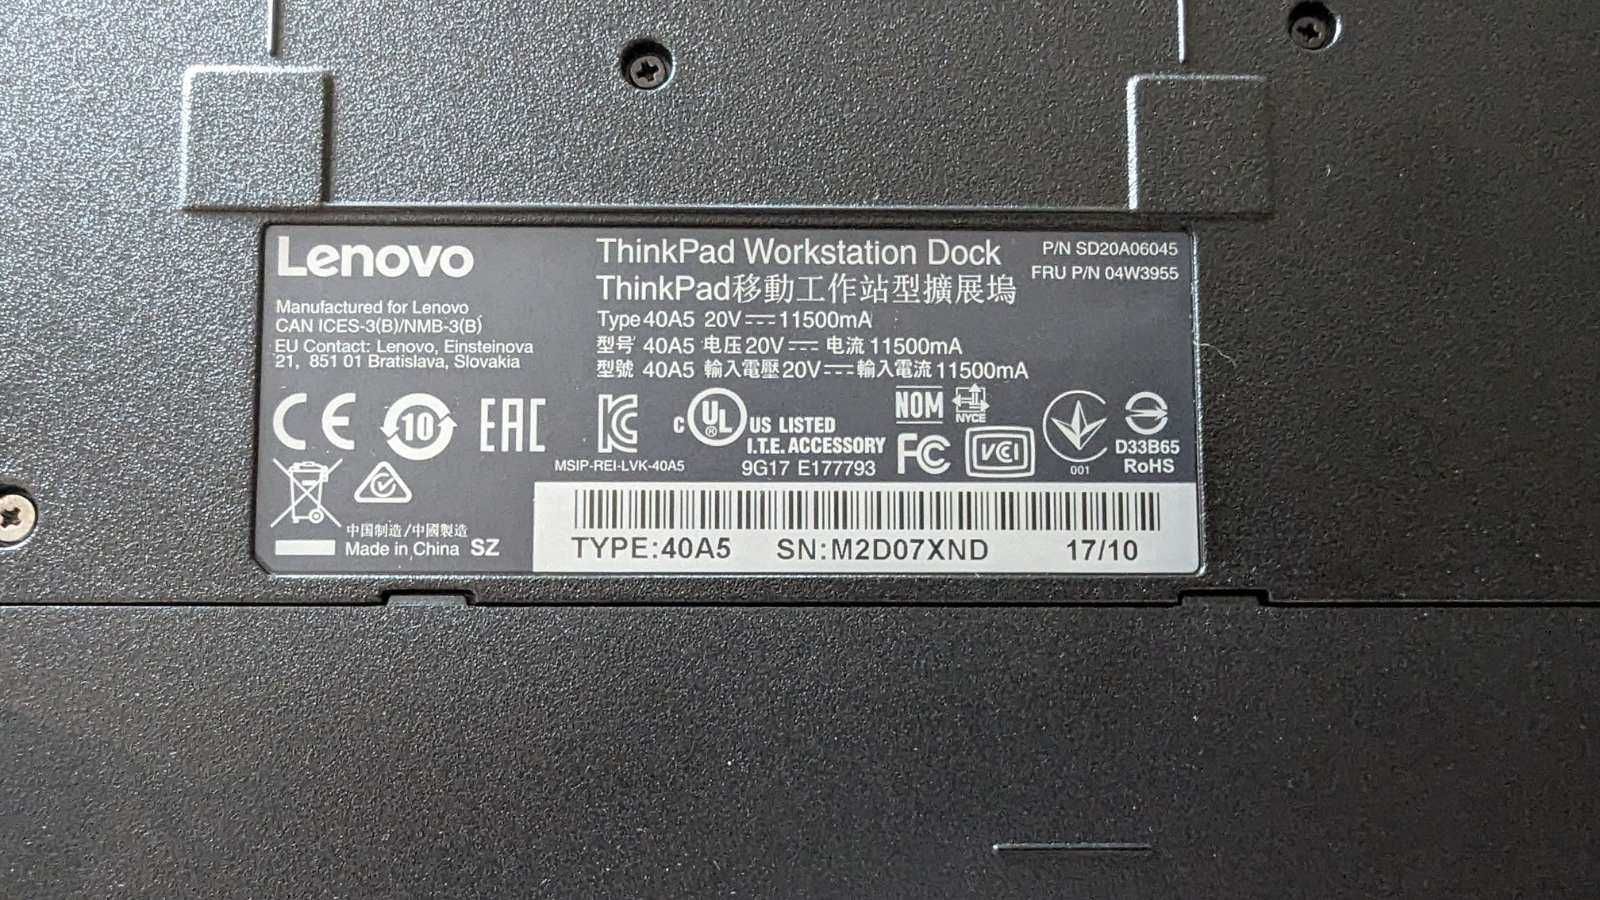 Lenovo
Manufactured for Lenovo
CAN ICES-3(B)/NMB-3(B)
EU Contact: Lenovo, Einsteinova
21, 851 01 Bratislava, Slovakia
ThinkPad Workstation Dock
ThinkPad移動工作站型擴展塢
Type 40A5 20V 11500mA
型号 40A5 电压 20V 电流 11500mA
型號 40A5 輸入電壓 20V 輸入電流 11500mA
P/N SD20A06045
FRU P/N 04W3955
CE
10
EAC
KC
MSIP-REI-LVK-40A5
C UL ® US LISTED
I.T.E. ACCESSORY
9G17 E177793
NOM
NYCE
FC
VCI
001
D33B65
RoHS
中国制造/中國製造
Made in China SZ
TYPE:40A5 SN:M2D07XND 17/10